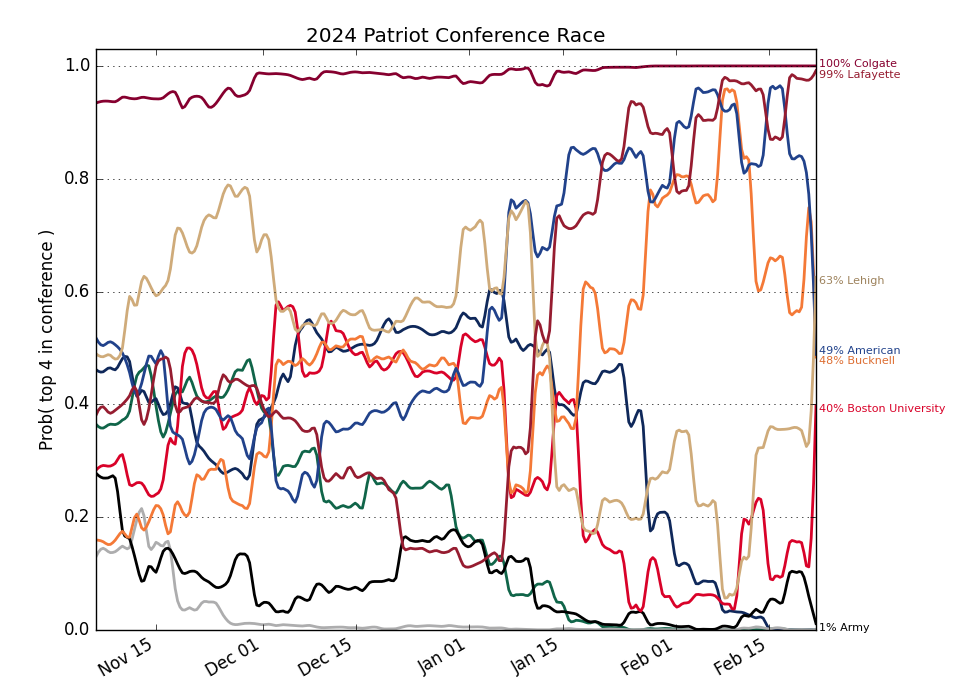 2024 Patriot Conference Race
Prob( top 4 in conference )
1.0
0.8
0.6
0.4
0.2
0.0
Nov 15
Dec 01
Dec 15
Jan 01
Jan 15
Feb 01
Feb 15
100% Colgate
99% Lafayette
63% Lehigh
49% American
48% Bucknell
40% Boston University
1% Army